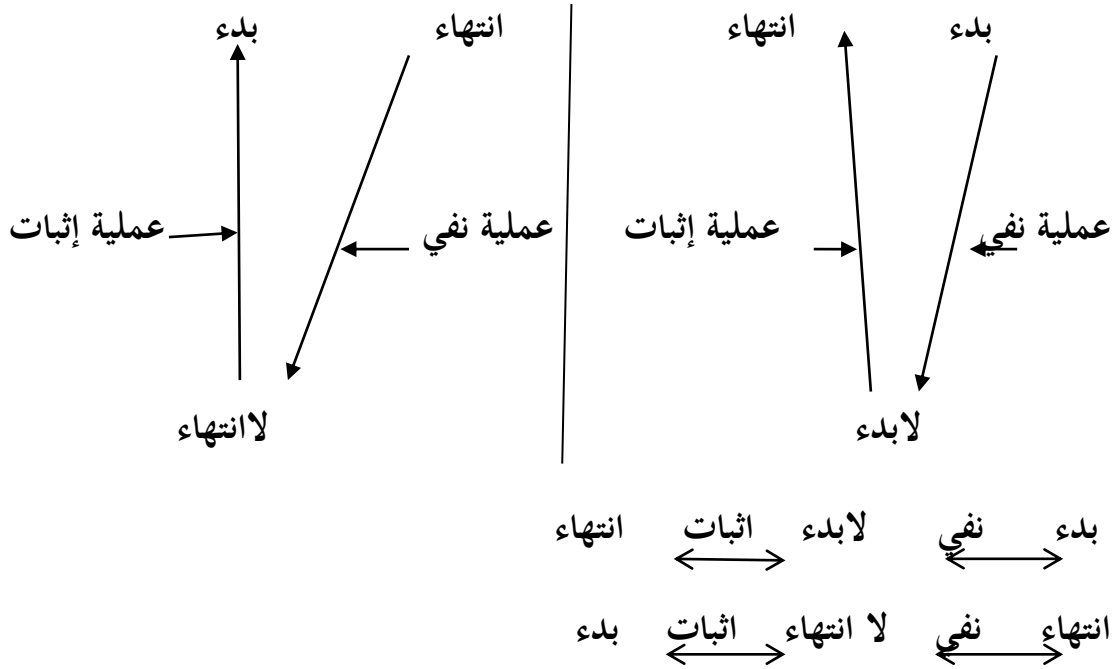 بدء انتهاء انتهاء بدء
عملية نفي عملية إثبات عملية نفي عملية إثبات
لابدء لاانتهاء
بدء نفي لابدء اثبات انتهاء
انتهاء نفي لا انتهاء اثبات بدء